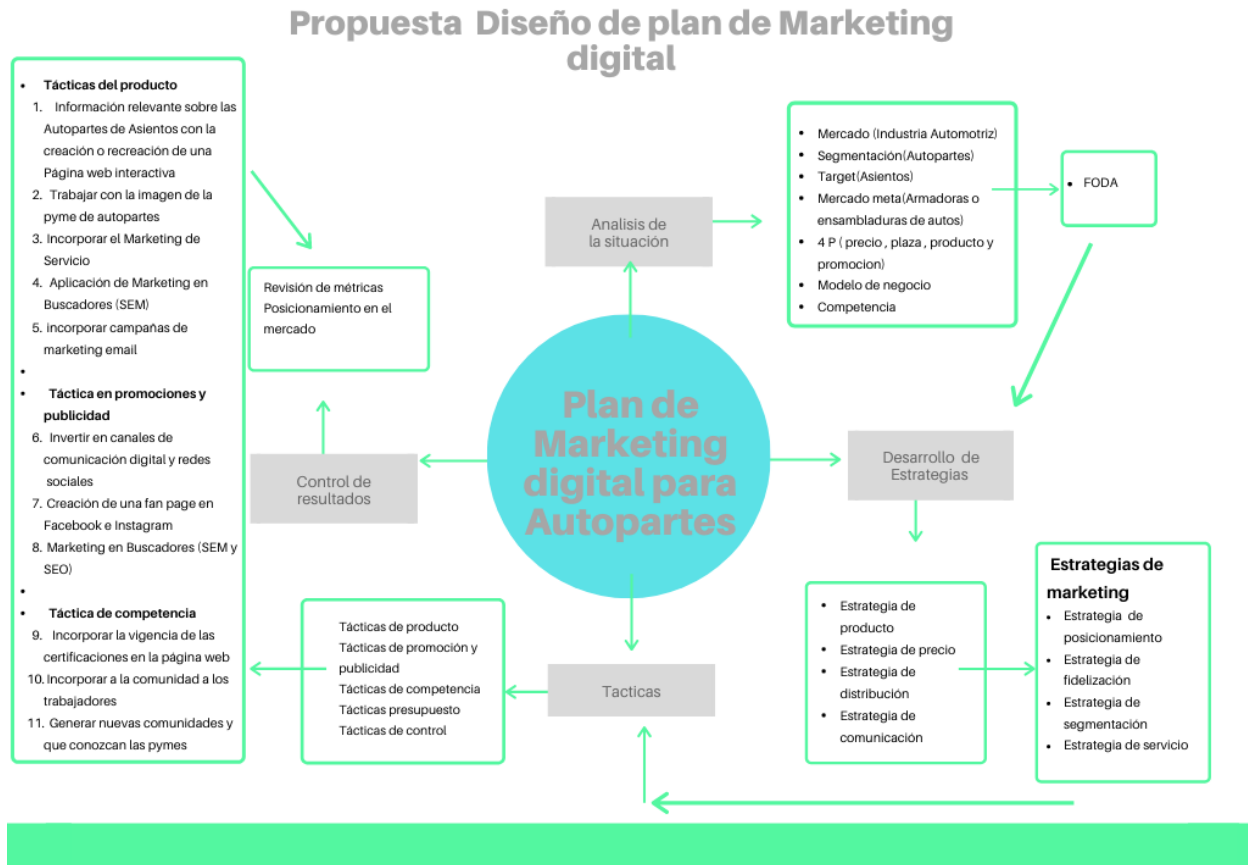 Propuesta Diseño de plan de Marketing
digital
• Tácticas del producto
1. Información relevante sobre las
Autopartes de Asientos con la
creación o recreación de una
Página web interactiva
2. Trabajar con la imagen de la
pyme de autopartes
3. Incorporar el Marketing de
Servicio
4. Aplicación de Marketing en
Buscadores (SEM)
5. incorporar campañas de
marketing email
•
• Táctica en promociones y
publicidad
6. Invertir en canales de
comunicación digital y redes
sociales
7. Creación de una fan page en
Facebook e Instagram
8. Marketing en Buscadores (SEM y
SEO)
•
• Táctica de competencia
9. Incorporar la vigencia de las
certificaciones en la página web
10. Incorporar a la comunidad a los
trabajadores
11. Generar nuevas comunidades y
que conozcan las pymes
Revisión de métricas
Posicionamiento en el
mercado
Control de
resultados
Analisis de
la situación
• Mercado (Industria Automotriz)
• Segmentación(Autopartes)
• Target(Asientos)
• Mercado meta(Armadoras o
ensambladuras de autos)
• 4 P ( precio , plaza , producto y
promocion)
• Modelo de negocio
• Competencia
• FODA
Plan de
Marketing
digital para
Autopartes
Desarrollo de
Estrategias
• Estrategia de
producto
• Estrategia de precio
• Estrategia de
distribución
• Estrategia de
comunicación
Estrategias de
marketing
• Estrategia de
posicionamiento
• Estrategia de
fidelización
• Estrategia de
segmentación
• Estrategia de servicio
Tacticas
Tácticas de producto
Tácticas de promoción y
publicidad
Tácticas de competencia
Tácticas presupuesto
Tácticas de control